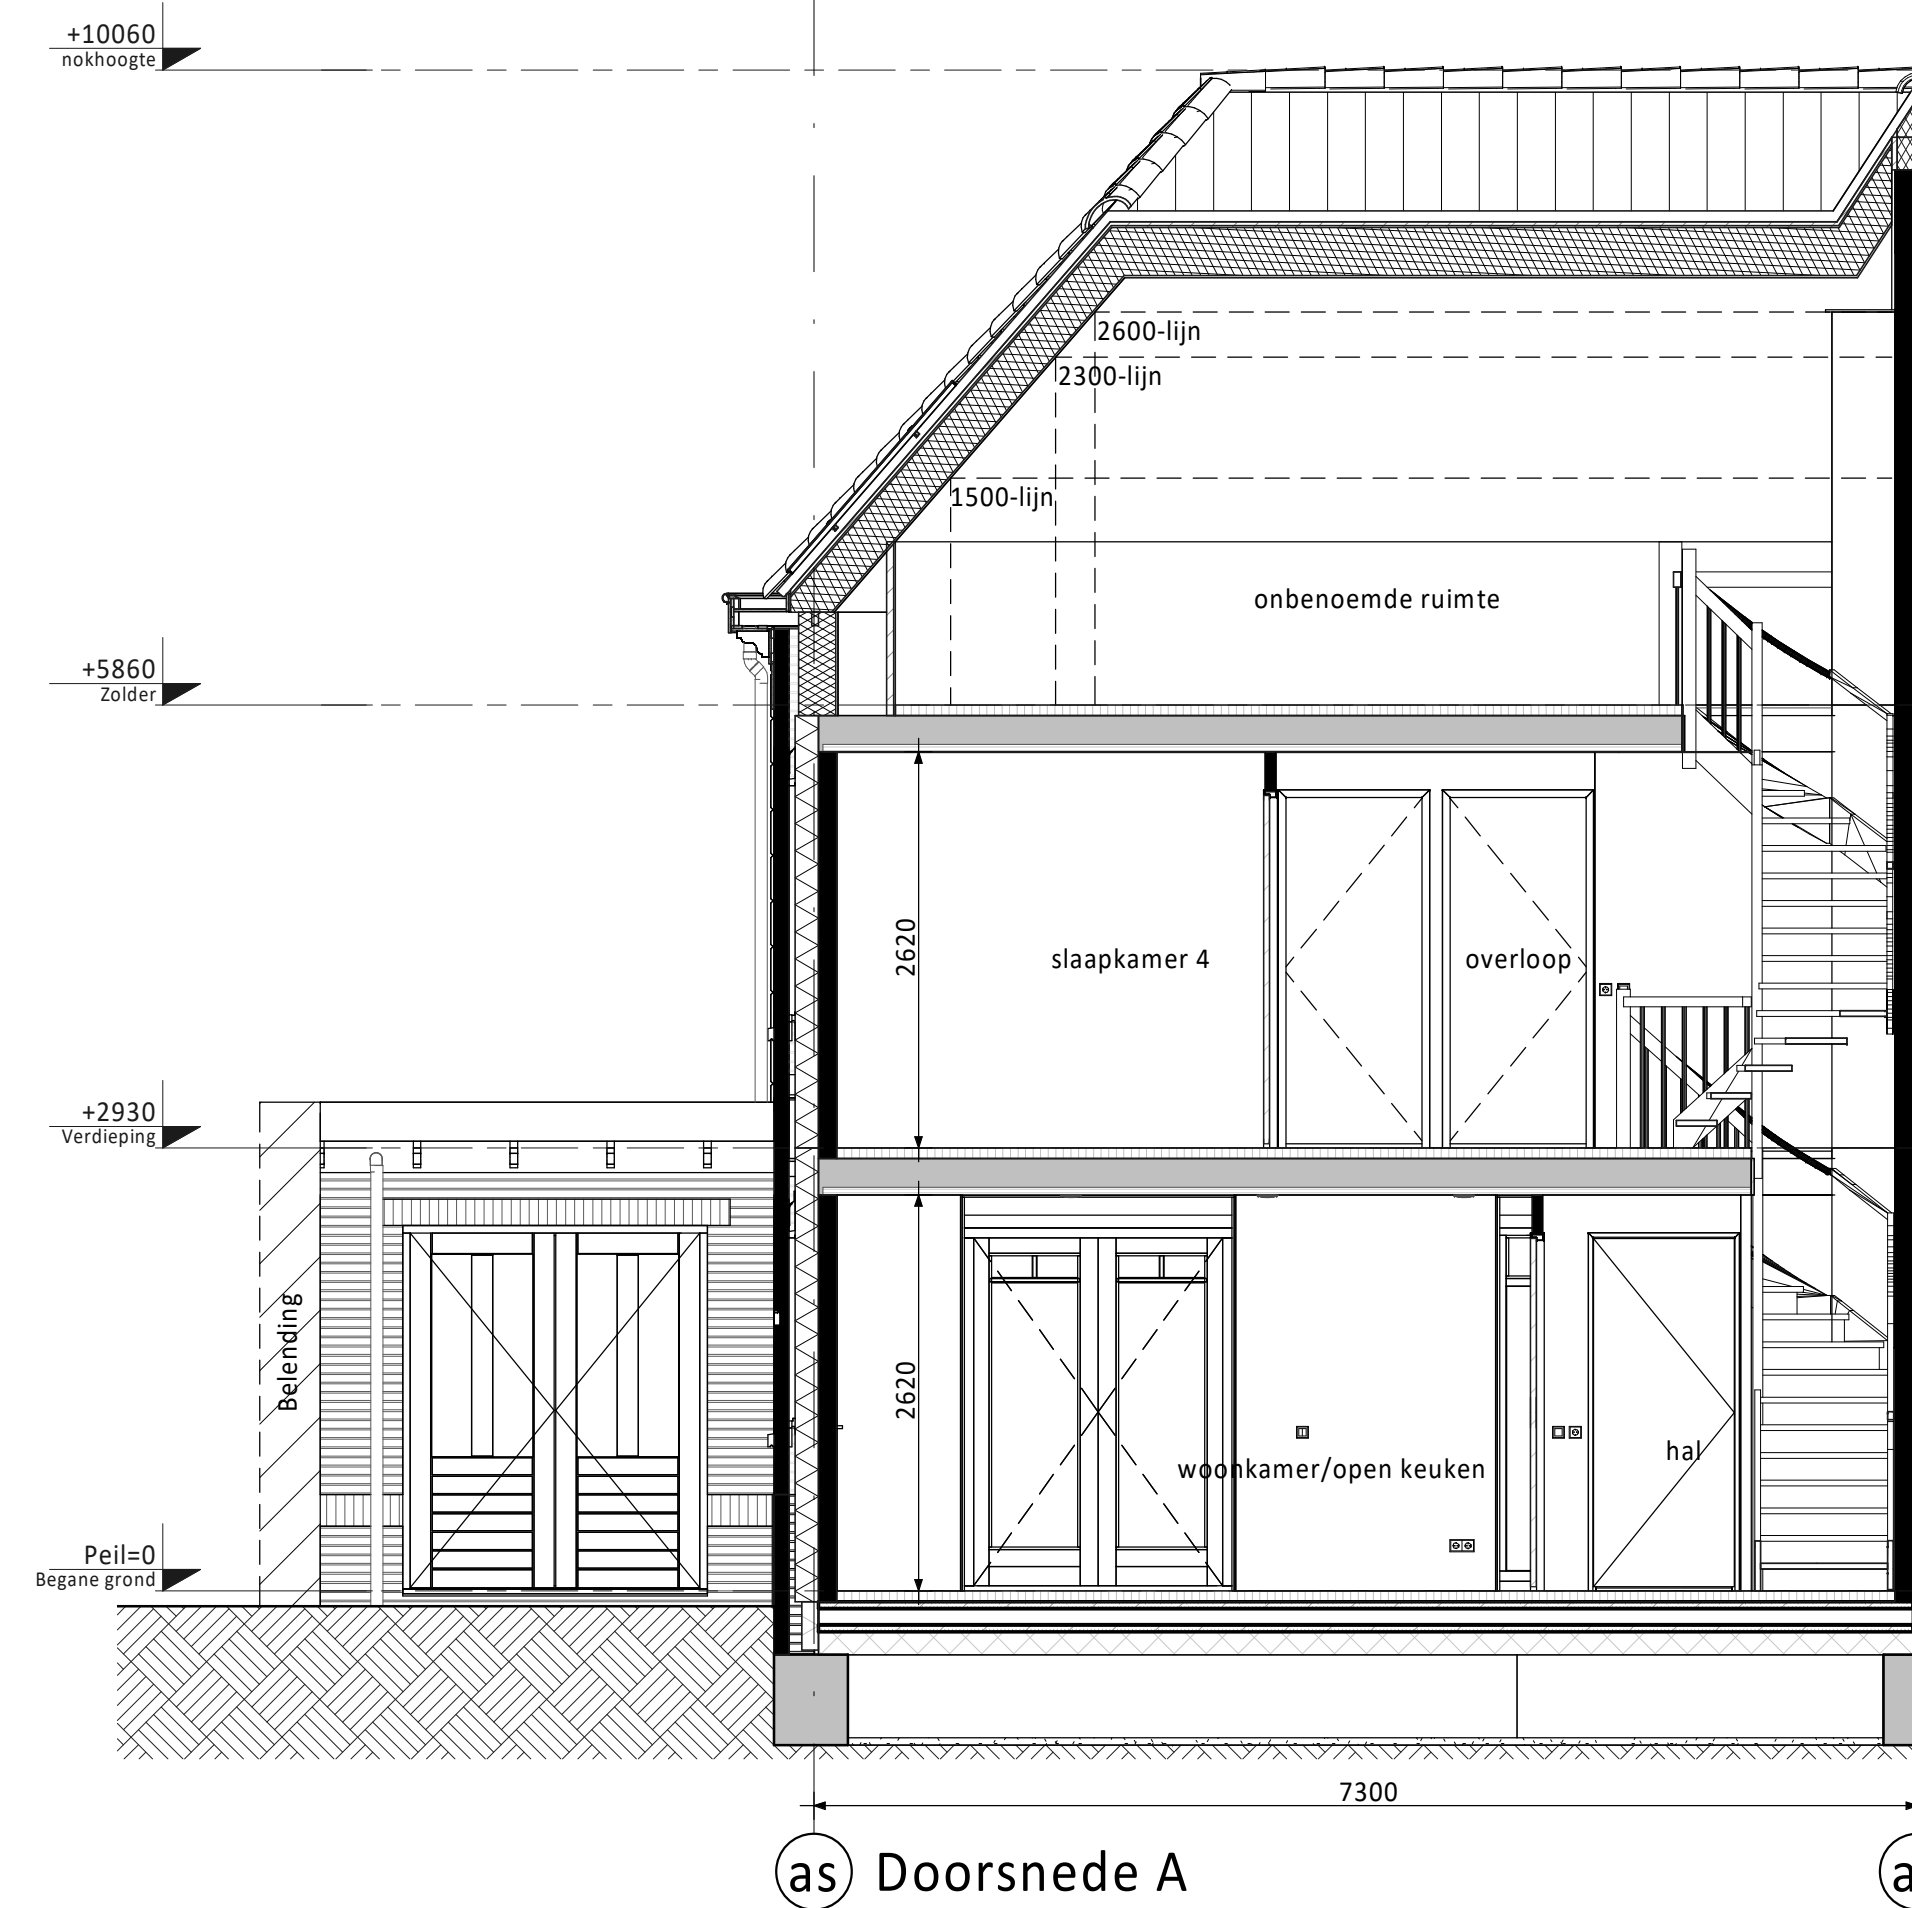 +10060
nokhoogte
2600-lijn
2300-lijn
1500-lijn
onbenoemde ruimte
+5860
Zolder
2620
slaapkamer 4
overloop
+2930
Verdieping
Belending
2620
hal
woonkamer/open keuken
Peil=0
Begane grond
7300
as
Doorsnede A